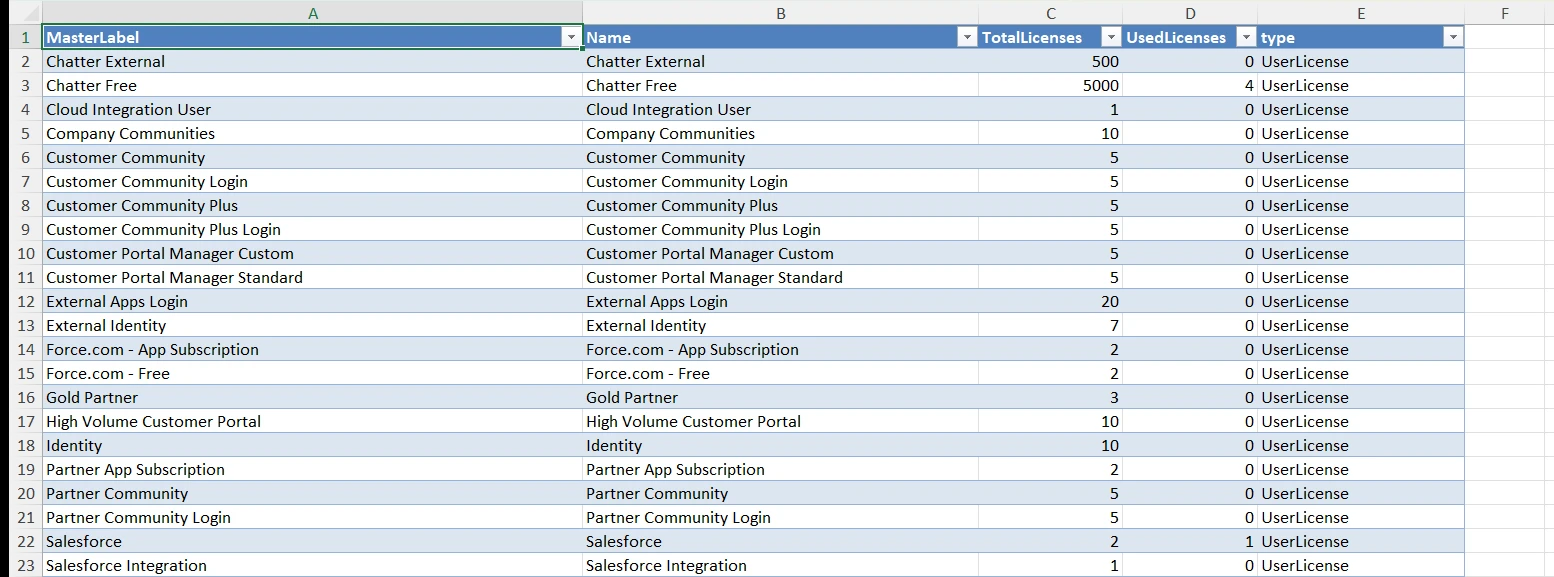 A B C D E F
1 MasterLabel Name TotalLicenses UsedLicenses type
2 Chatter External Chatter External 500 0 UserLicense
3 Chatter Free Chatter Free 5000 4 UserLicense
4 Cloud Integration User Cloud Integration User 1 0 UserLicense
5 Company Communities Company Communities 10 0 UserLicense
6 Customer Community Customer Community 5 0 UserLicense
7 Customer Community Login Customer Community Login 5 0 UserLicense
8 Customer Community Plus Customer Community Plus 5 0 UserLicense
9 Customer Community Plus Login Customer Community Plus Login 5 0 UserLicense
10 Customer Portal Manager Custom Customer Portal Manager Custom 5 0 UserLicense
11 Customer Portal Manager Standard Customer Portal Manager Standard 5 0 UserLicense
12 External Apps Login External Apps Login 20 0 UserLicense
13 External Identity External Identity 7 0 UserLicense
14 Force.com - App Subscription Force.com - App Subscription 2 0 UserLicense
15 Force.com - Free Force.com - Free 2 0 UserLicense
16 Gold Partner Gold Partner 3 0 UserLicense
17 High Volume Customer Portal High Volume Customer Portal 10 0 UserLicense
18 Identity Identity 10 0 UserLicense
19 Partner App Subscription Partner App Subscription 2 0 UserLicense
20 Partner Community Partner Community 5 0 UserLicense
21 Partner Community Login Partner Community Login 5 0 UserLicense
22 Salesforce Salesforce 2 1 UserLicense
23 Salesforce Integration Salesforce Integration 1 0 UserLicense